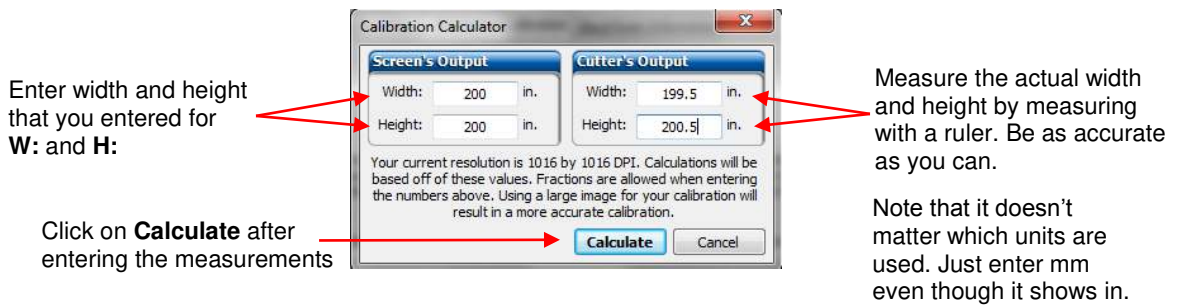 Calibration Calculator
Screen's Output
Cutter's Output
Width: 200 in.
Width: 199.5 in.
Height: 200 in.
Height: 200.5 in.
Your current resolution is 1016 by 1016 DPI. Calculations will be
based off of these values. Fractions are allowed when entering
the numbers above. Using a large image for your calibration will
result in a more accurate calibration.
Calculate
Cancel
Enter width and height
that you entered for
W: and H:
Click on Calculate after
entering the measurements
Measure the actual width
and height by measuring
with a ruler. Be as accurate
as you can.
Note that it doesn't
matter which units are
used. Just enter mm
even though it shows in.